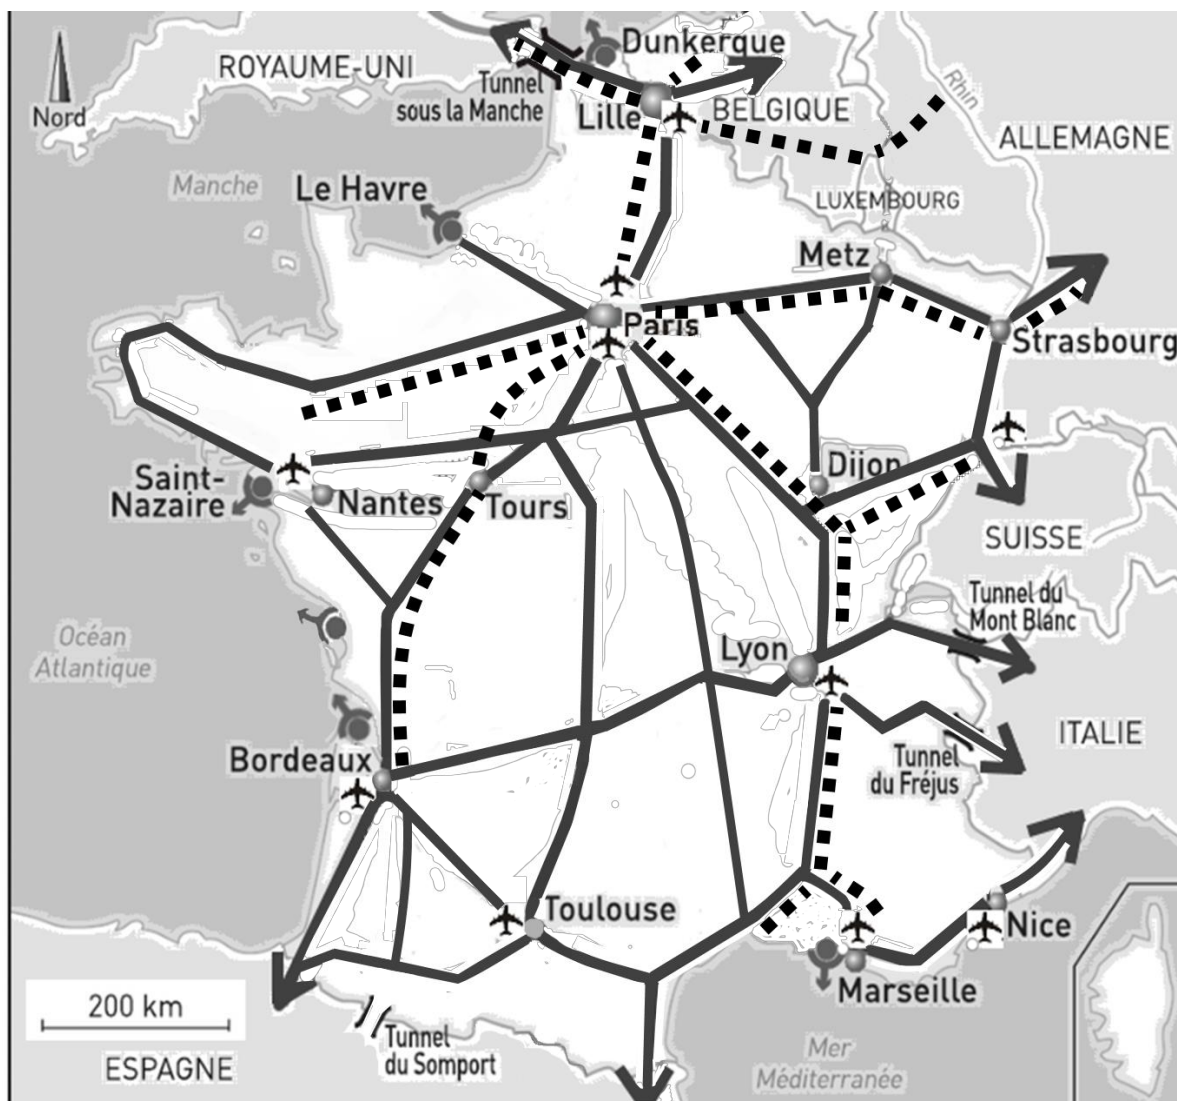 ROYAUME-UNI
Dunkerque
Nord
Tunnel
sous la Manche
Lille
BELGIQUE
Rhin
ALLEMAGNE
Manche
Le Havre
LUXEMBOURG
Metz
Paris
Strasbourg
Saint-
Nazaire
Nantes
Tours
Dijon
SUISSE
Tunnel du
Mont Blanc
Océan
Atlantique
Lyon
ITALIE
Bordeaux
Tunnel
du Fréjus
Toulouse
Nice
Marseille
200 km
Tunnel
du Somport
ESPAGNE
Mer
Méditerranée